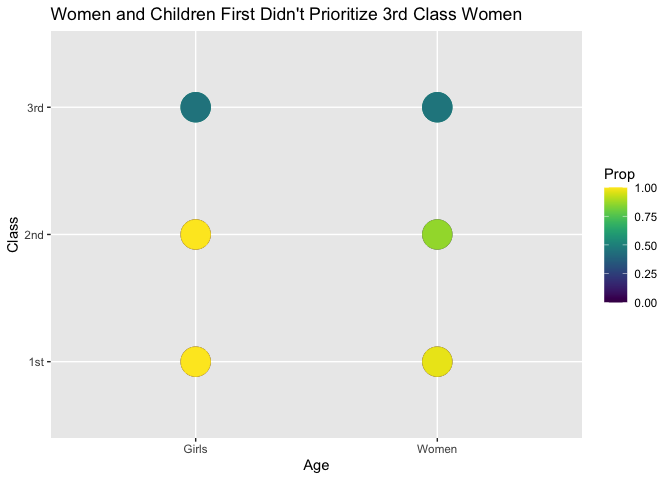 Women and Children First Didn't Prioritize 3rd Class Women
Class
3rd
2nd
1st
Girls
Women
Age
Prop
1.00
0.75
0.50
0.25
0.00